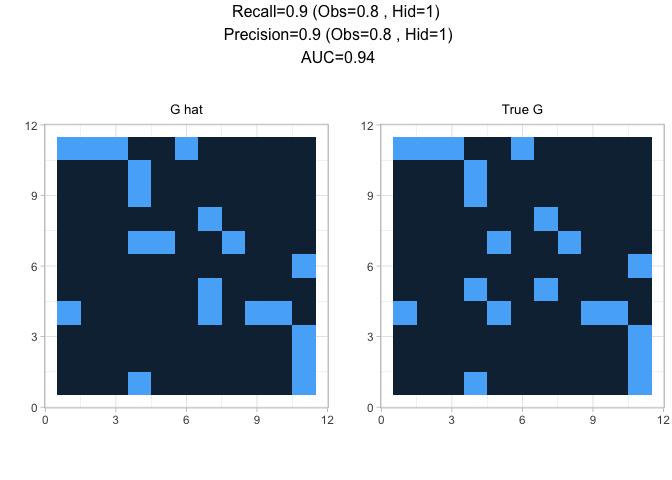 Recall=0.9 (Obs=0.8 , Hid=1)
Precision=0.9 (Obs=0.8 , Hid=1)
AUC=0.94
G hat
True G
12
9
6
3
0
0 3 6 9 12
12
9
6
3
0
0 3 6 9 12